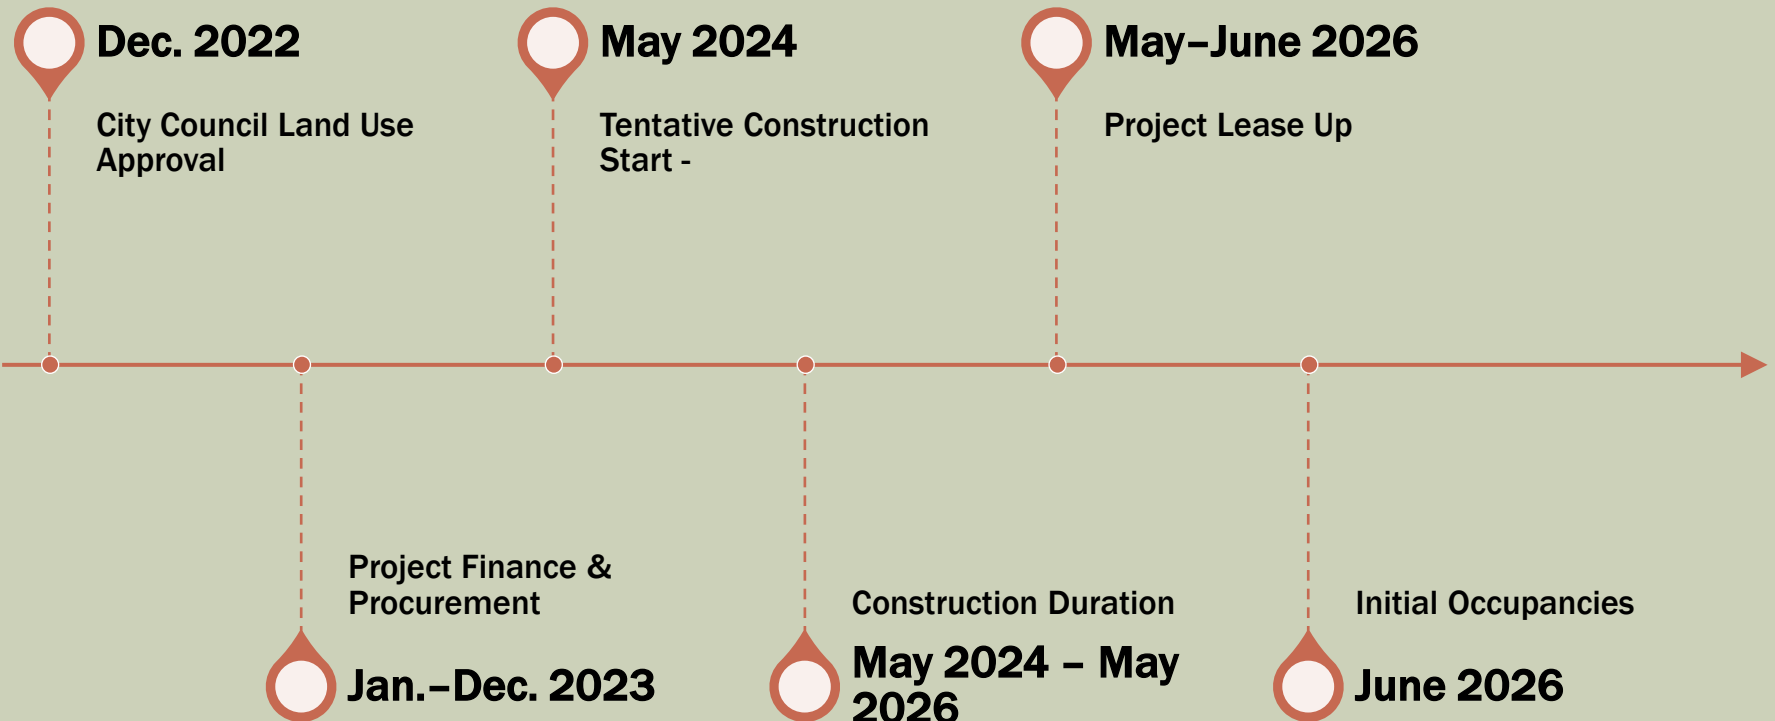 Dec. 2022
City Council Land Use
Approval
May 2024
Tentative Construction
Start -
May–June 2026
Project Lease Up
Project Finance &
Procurement
Jan.–Dec. 2023
Construction Duration
May 2024 – May
2026
Initial Occupancies
June 2026